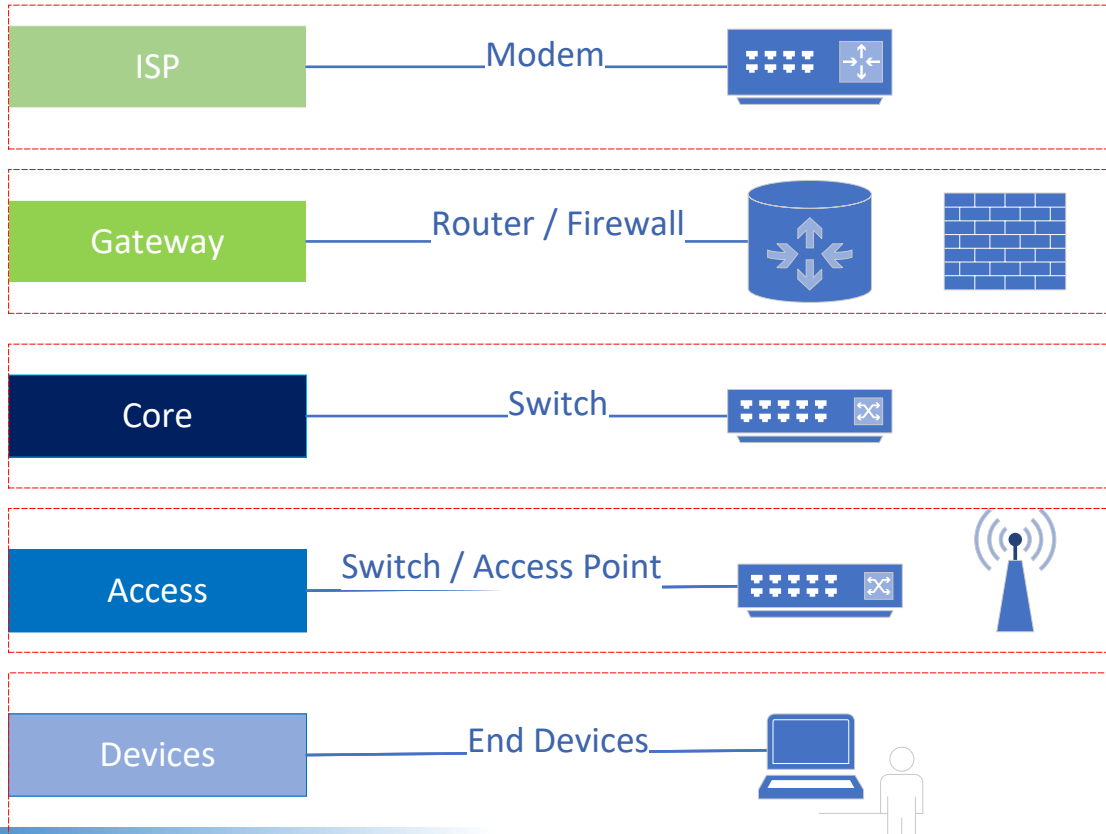 ISP
Modem
Gateway
Router / Firewall
Core
Switch
Access
Switch / Access Point
Devices
End Devices